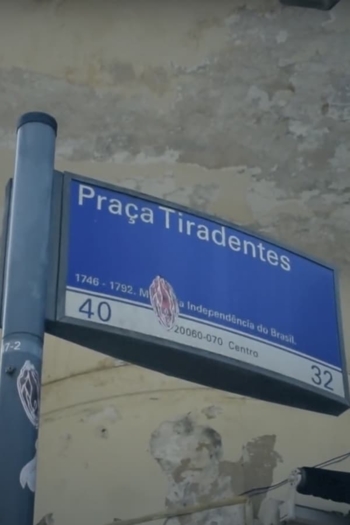 Praça Tiradentes
1746 - 1792. M a Independência do Brasil.
40 20060-070 Centro 32